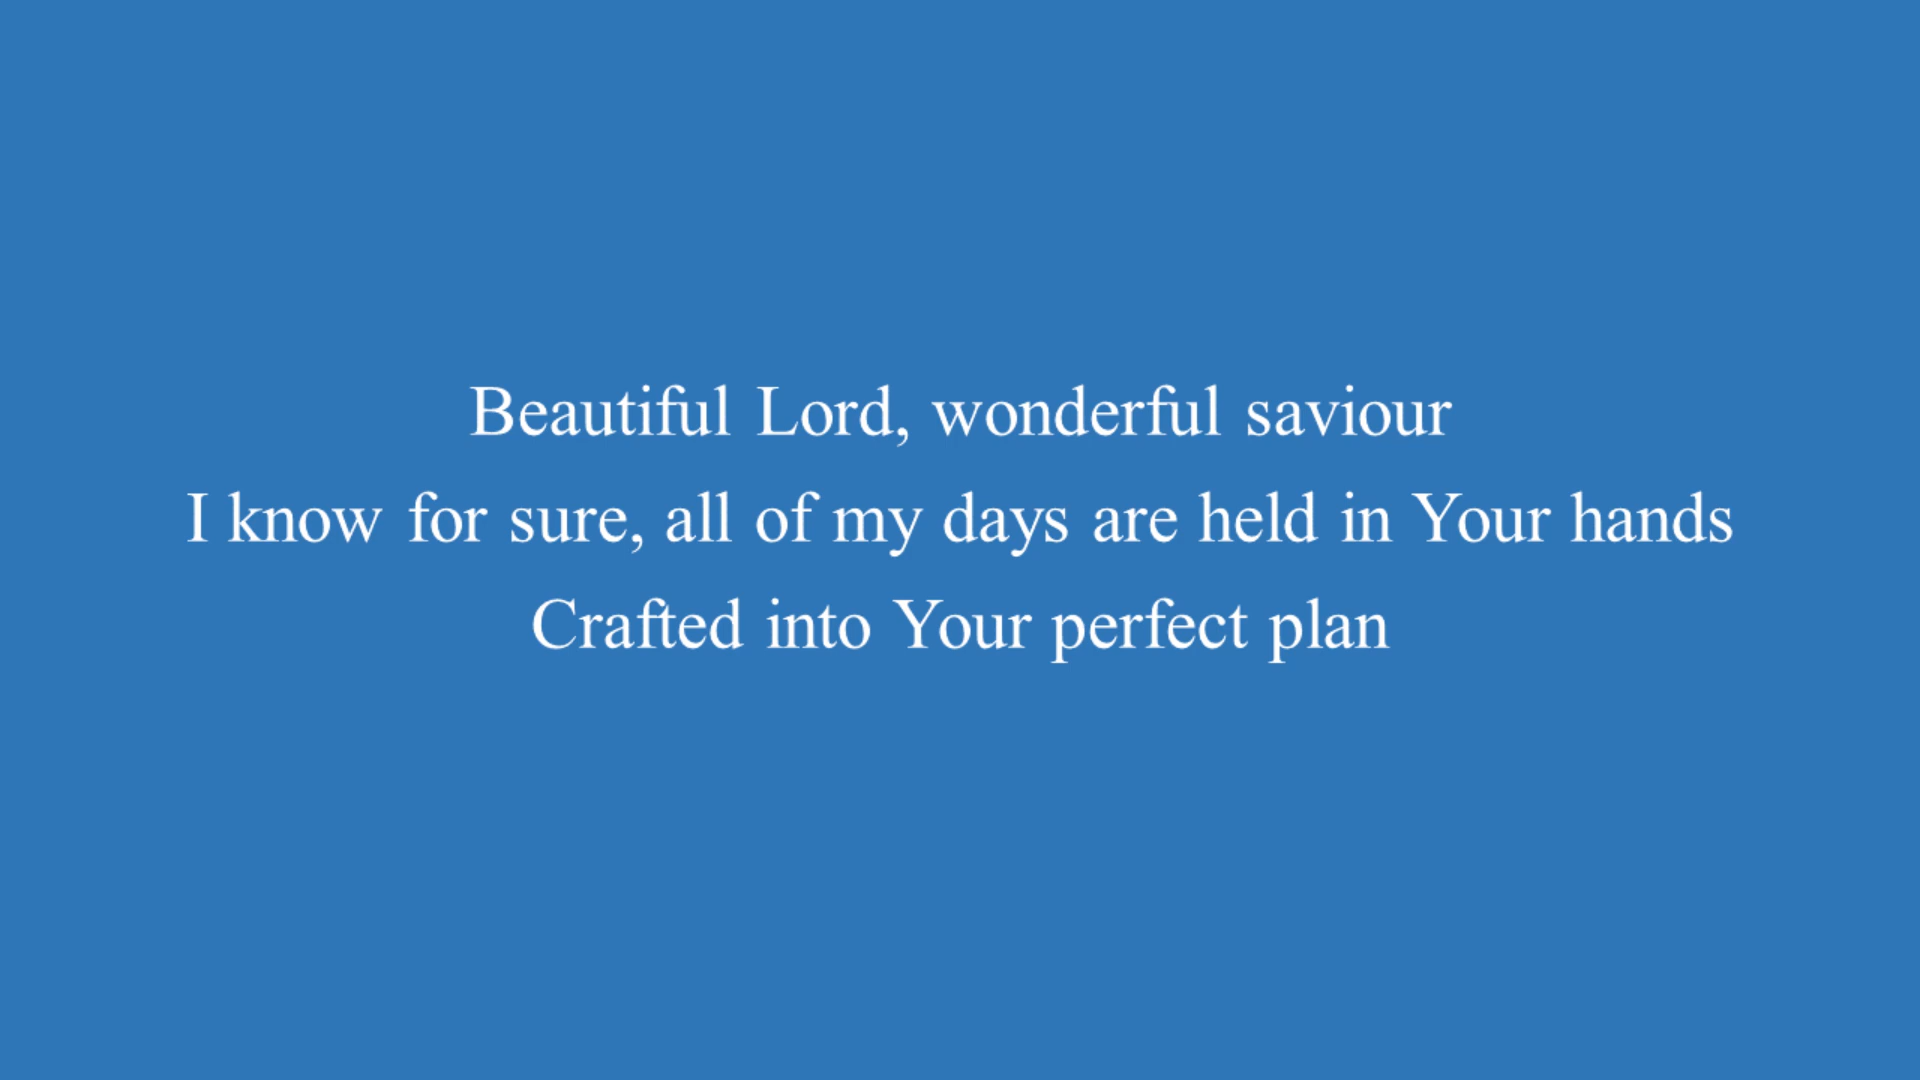 Beautiful Lord, wonderful saviour
I know for sure, all of my days are held in Your hands
Crafted into Your perfect plan